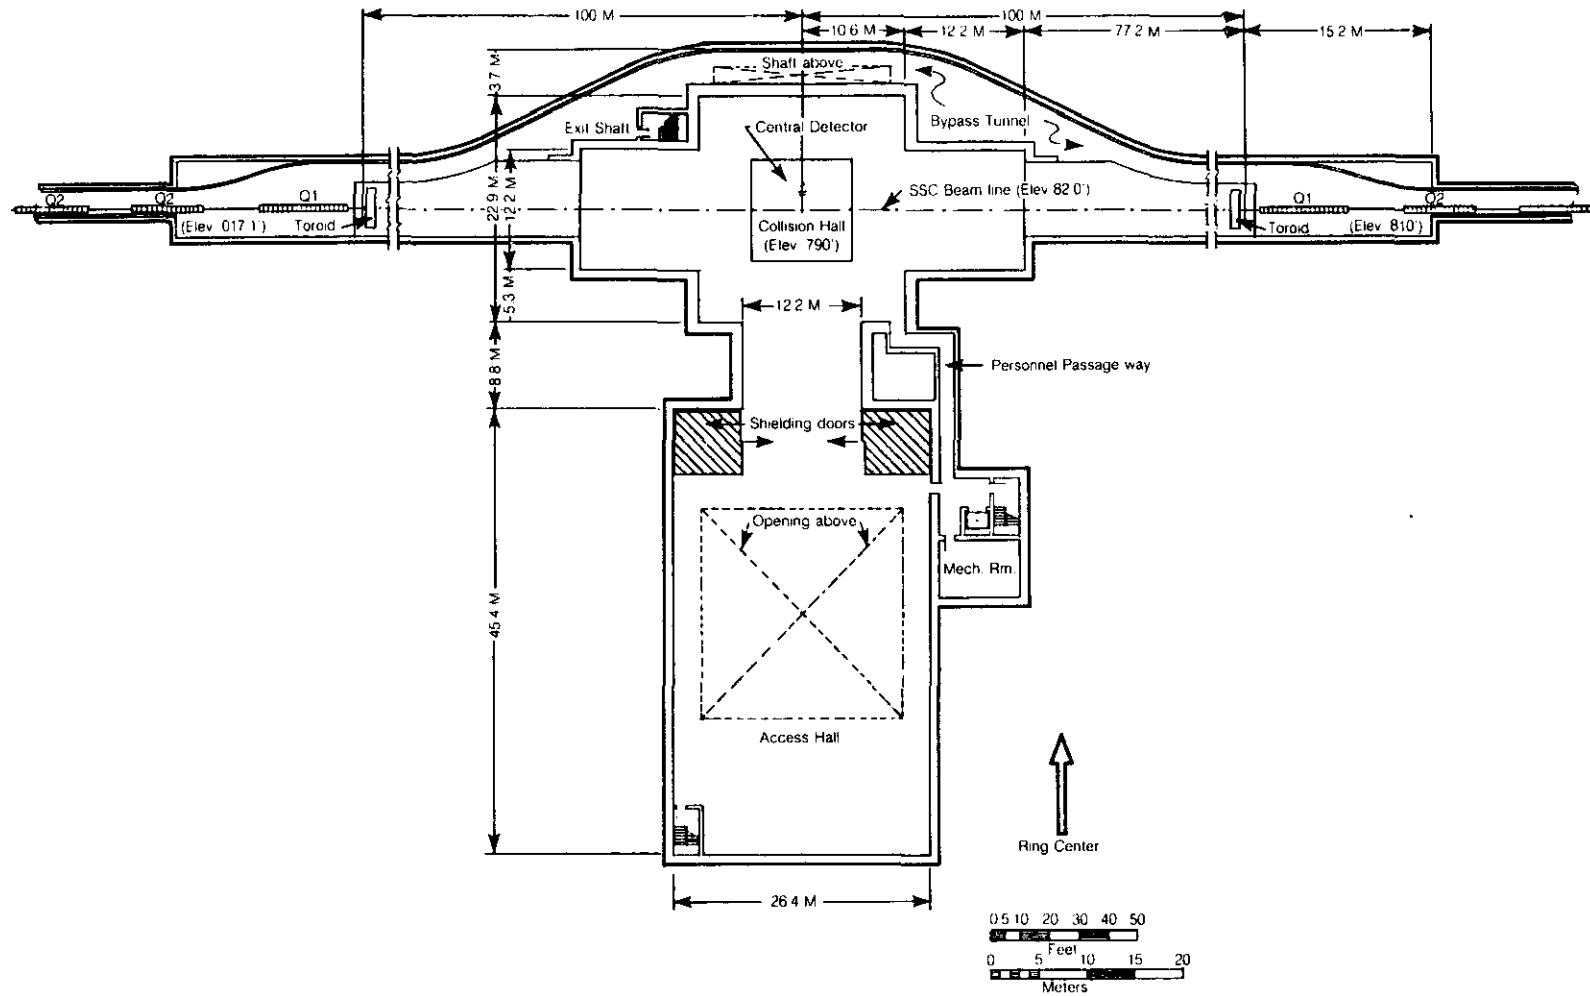 100 M
100 M
10.6 M
12.2 M
77.2 M
15.2 M
3.7 M
Shaft above
Exit Shaft
Central Detector
Bypass Tunnel
22.9 M
12.2 M
SSC Beam line (Elev 82 0')
Q2
Q2
Q1
Q1
Q2
(Elev 017 1')
Toroid
Collision Hall
(Elev. 790')
Toroid
(Elev 810')
5.3 M
12.2 M
8.8 M
Personnel Passage way
Shielding doors
Opening above
Mech. Rm.
45.4 M
Access Hall
Ring Center
26.4 M
0 5 10 20 30 40 50
Feet
0 5 10 15 20
Meters